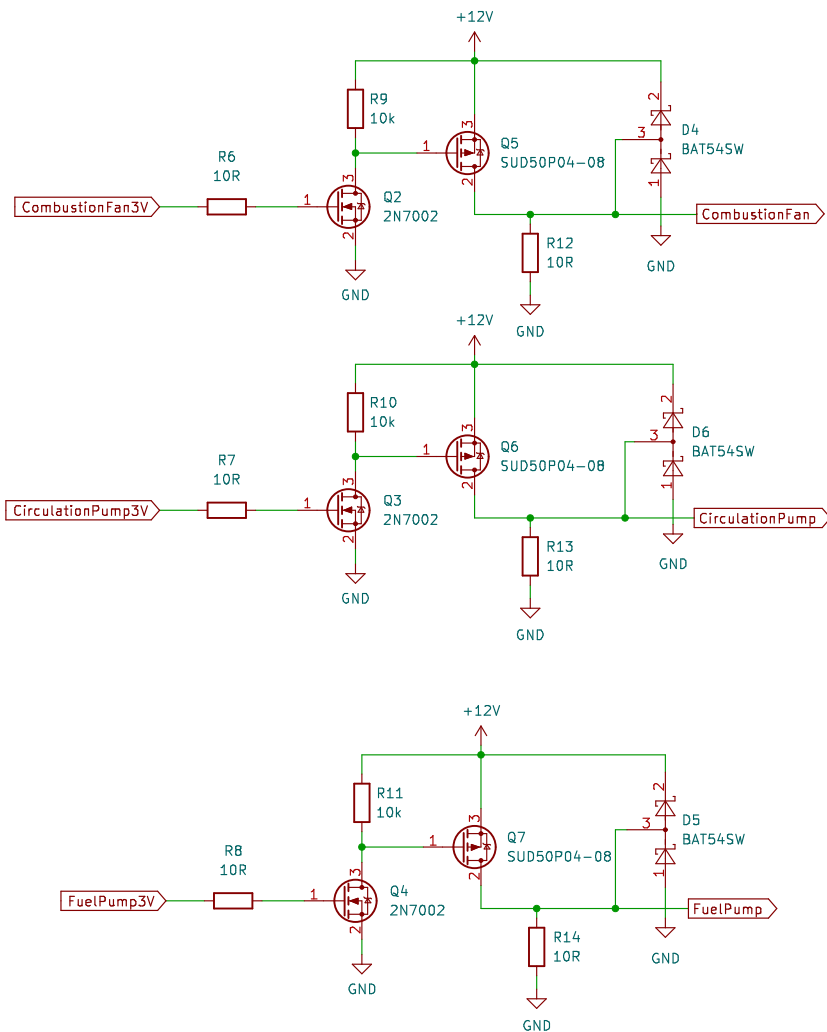 +12V
R9
10k
3
1
Q5
SUD50P04-08
2
2
3
1
D4
BAT54SW
R6
10R
CombustionFan3V
1
3
2
Q2
2N7002
GND
R12
10R
GND
GND
CombustionFan
+12V
R10
10k
3
1
Q6
SUD50P04-08
2
2
3
1
D6
BAT54SW
R7
10R
CirculationPump3V
1
3
2
Q3
2N7002
GND
R13
10R
GND
GND
CirculationPump
+12V
R11
10k
3
1
Q7
SUD50P04-08
2
2
3
1
D5
BAT54SW
R8
10R
FuelPump3V
1
3
2
Q4
2N7002
GND
R14
10R
GND
GND
FuelPump